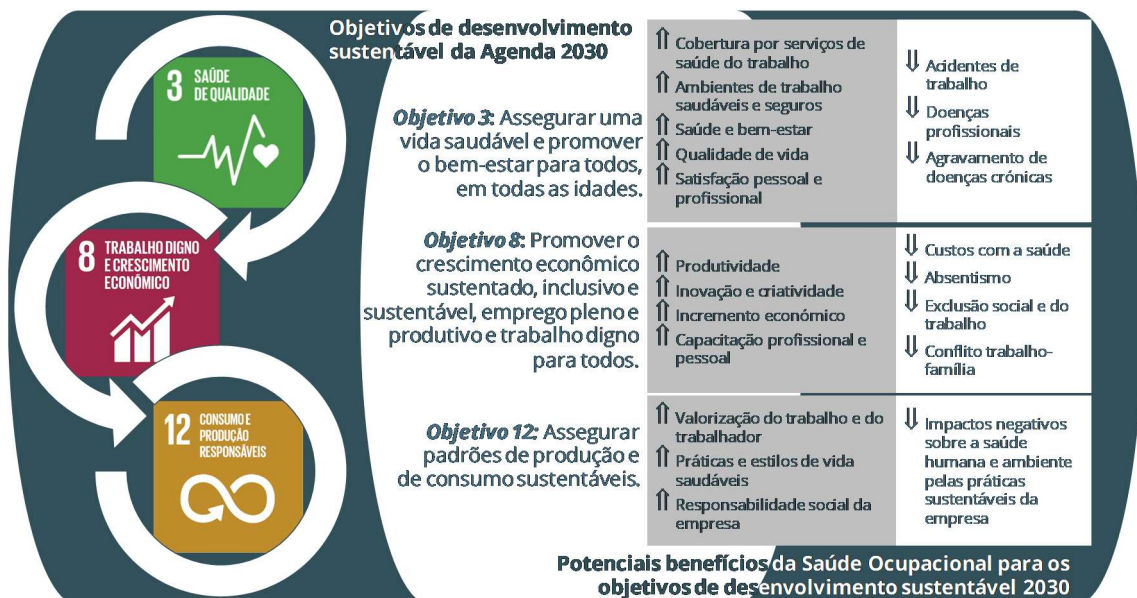 Objetivos de desenvolvimento
sustentável da Agenda 2030
3 SAÚDE
DE QUALIDADE
Objetivo 3: Assegurar uma
vida saudável e promover
o bem-estar para todos,
em todas as idades.
⇑ Cobertura por serviços de
saúde do trabalho
⇑ Ambientes de trabalho
saudáveis e seguros
⇑ Saúde e bem-estar
⇑ Qualidade de vida
⇑ Satisfação pessoal e
profissional
⇓ Acidentes de
trabalho
⇓ Doenças
profissionais
⇓ Agravamento de
doenças crónicas
8 TRABALHO DIGNO
E CRESCIMENTO
ECONÔMICO
Objetivo 8: Promover o
crescimento econômico
sustentado, inclusivo e
sustentável, emprego pleno e
produtivo e trabalho digno
para todos.
⇑ Produtividade
⇑ Inovação e criatividade
⇑ Incremento económico
⇑ Capacitação profissional e
pessoal
⇓ Custos com a saúde
⇓ Absentismo
⇓ Exclusão social e do
trabalho
⇓ Conflito trabalho-
família
12 CONSUMO E
PRODUÇÃO
RESPONSÁVEIS
Objetivo 12: Assegurar
padrões de produção e
de consumo sustentáveis.
⇑ Valorização do trabalho e do
trabalhador
⇑ Práticas e estilos de vida
saudáveis
⇑ Responsabilidade social da
empresa
⇓ Impactos negativos
sobre a saúde
humana e ambiente
pelas práticas
sustentáveis da
empresa
Potenciais benefícios da Saúde Ocupacional para os
objetivos de desenvolvimento sustentável 2030